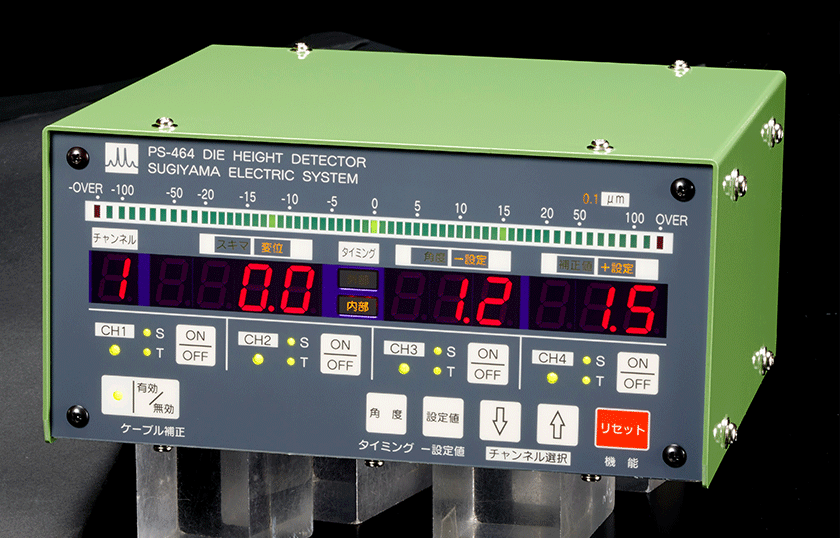 PS-464 DIE HEIGHT DETECTOR
SUGIYAMA ELECTRIC SYSTEM
0.1 μm
-OVER -100 -50 -20 -15 -10 -5 0 5 10 15 20 50 100 OVER
チャンネル スキマ 変位 タイミング 角度 −設定 補正値 +設定
1 0.0 内部 1.2 1.5
CH1 S T ON OFF CH2 S T ON OFF CH3 S T ON OFF CH4 S T ON OFF
有効/無効 角度 設定値 ⇩ ⇧ リセット
ケーブル補正 タイミング −設定値 チャンネル選択 機能